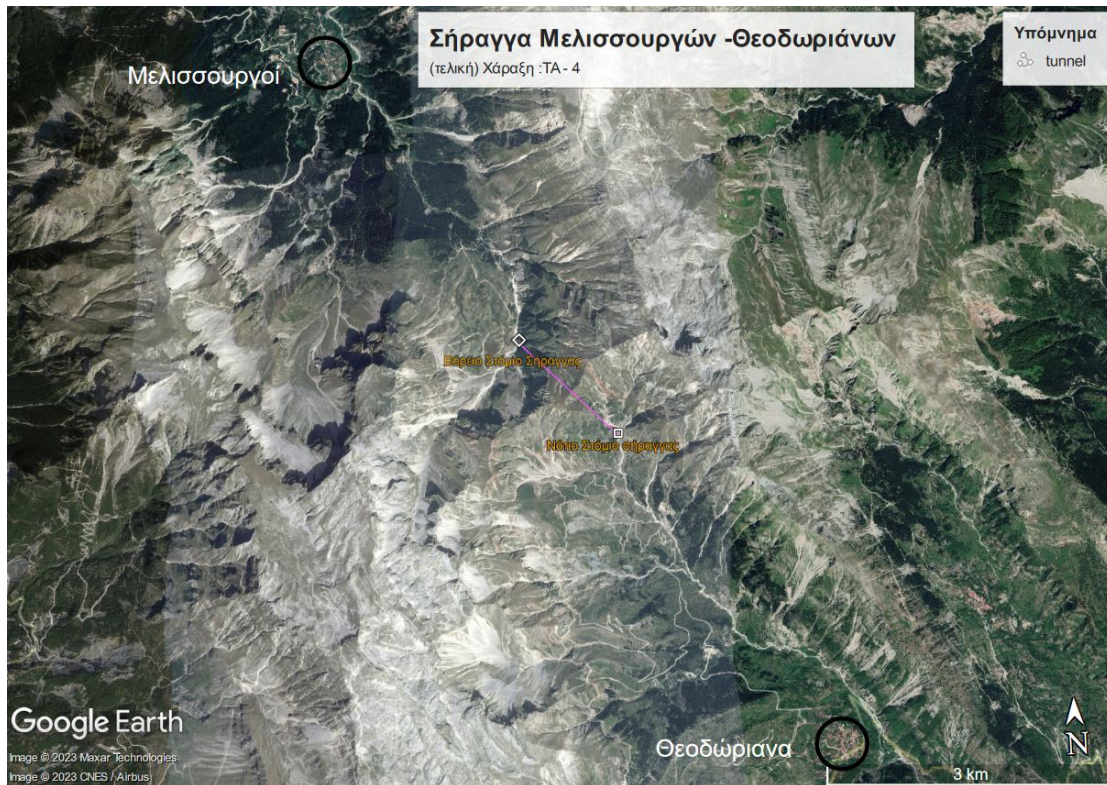 Σήραγγα Μελισσουργών -Θεοδωριάνων
(τελική) Χάραξη :ΤΑ - 4
Υπόμνημα
tunnel
Μελισσουργοί
Βόρειο Στόμιο Σήραγγας
Νότιο Στόμιο σήραγγας
Θεοδώριανα
Google Earth
Image © 2023 Maxar Technologies
Image © 2023 CNES / Airbus
N
3 km